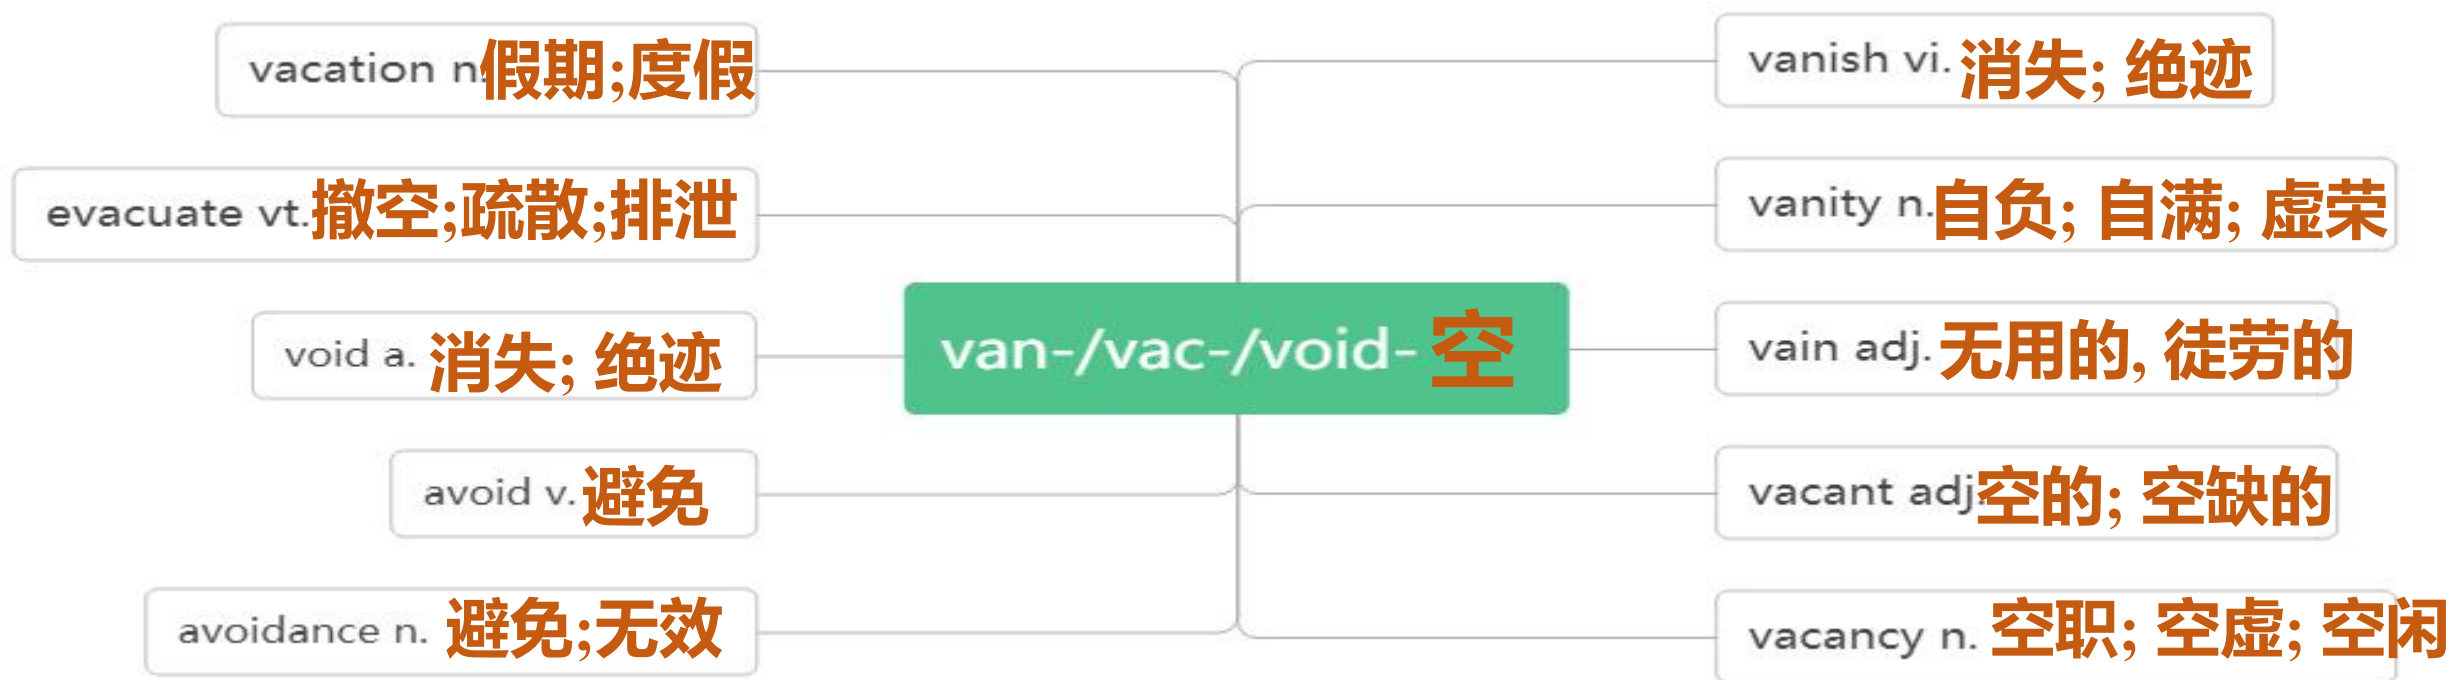 vacation n.假期;度假
evacuate vt.撤空;疏散;排泄
void a. 消失; 绝迹
avoid v. 避免
avoidance n. 避免;无效
van-/vac-/void- 空
vanish vi. 消失; 绝迹
vanity n.自负; 自满; 虚荣
vain adj. 无用的, 徒劳的
vacant adj.空的; 空缺的
vacancy n. 空职; 空虚; 空闲